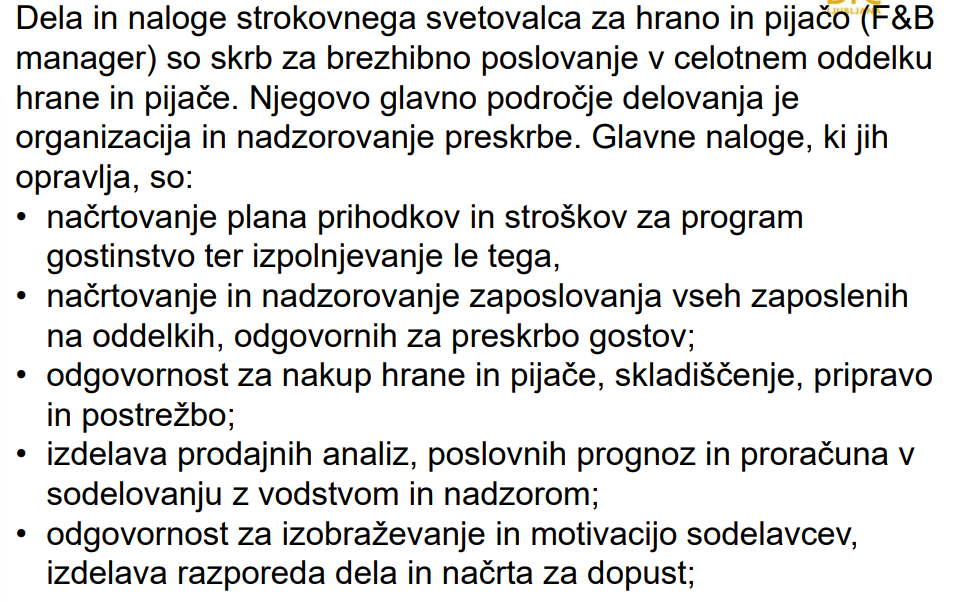 Dela in naloge strokovnega svetovalca za hrano in pijačo (F&B
manager) so skrb za brezhibno poslovanje v celotnem oddelku
hrane in pijače. Njegovo glavno področje delovanja je
organizacija in nadzorovanje preskrbe. Glavne naloge, ki jih
opravlja, so:
• načrtovanje plana prihodkov in stroškov za program
gostinstvo ter izpolnjevanje le tega,
• načrtovanje in nadzorovanje zaposlovanja vseh zaposlenih
na oddelkih, odgovornih za preskrbo gostov;
• odgovornost za nakup hrane in pijače, skladiščenje, pripravo
in postrežbo;
• izdelava prodajnih analiz, poslovnih prognoz in proračuna v
sodelovanju z vodstvom in nadzorom;
• odgovornost za izobraževanje in motivacijo sodelavcev,
izdelava razporeda dela in načrta za dopust;